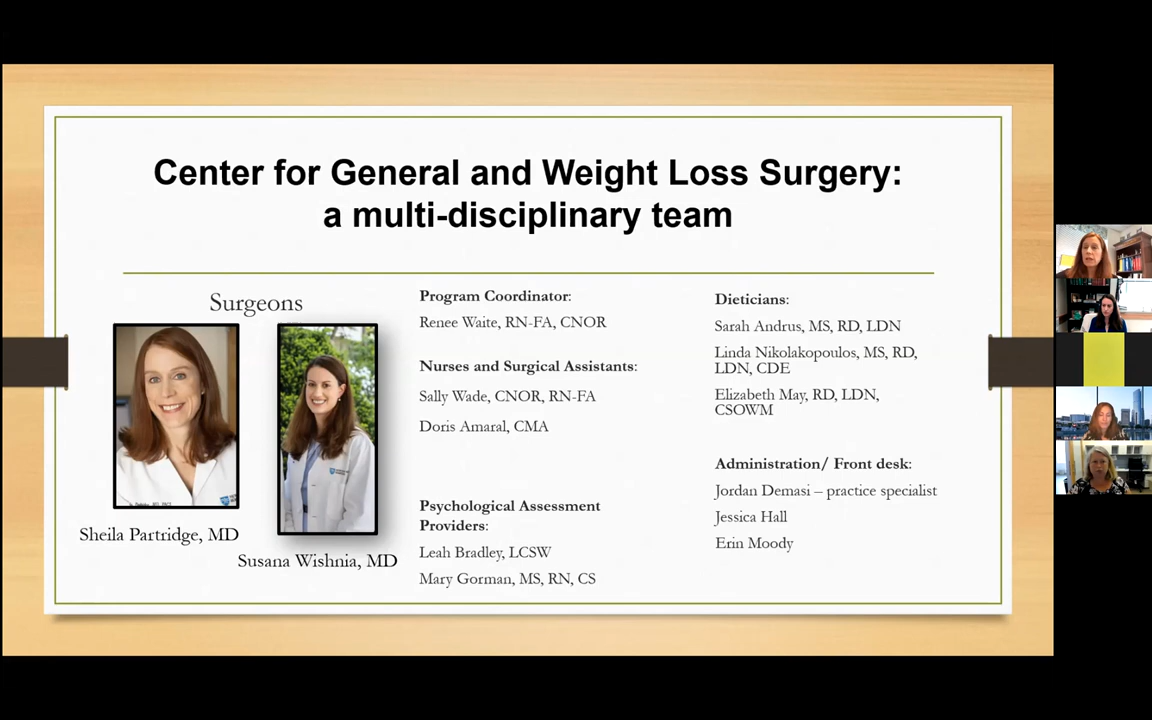 Center for General and Weight Loss Surgery:
a multi-disciplinary team
Surgeons
Sheila Partridge, MD
Susana Wishnia, MD
Program Coordinator:
Renee Waite, RN-FA, CNOR
Nurses and Surgical Assistants:
Sally Wade, CNOR, RN-FA
Doris Amaral, CMA
Psychological Assessment
Providers:
Leah Bradley, LCSW
Mary Gorman, MS, RN, CS
Dieticians:
Sarah Andrus, MS, RD, LDN
Linda Nikolakopoulos, MS, RD,
LDN, CDE
Elizabeth May, RD, LDN,
CSOWM
Administration/ Front desk:
Jordan Demasi – practice specialist
Jessica Hall
Erin Moody